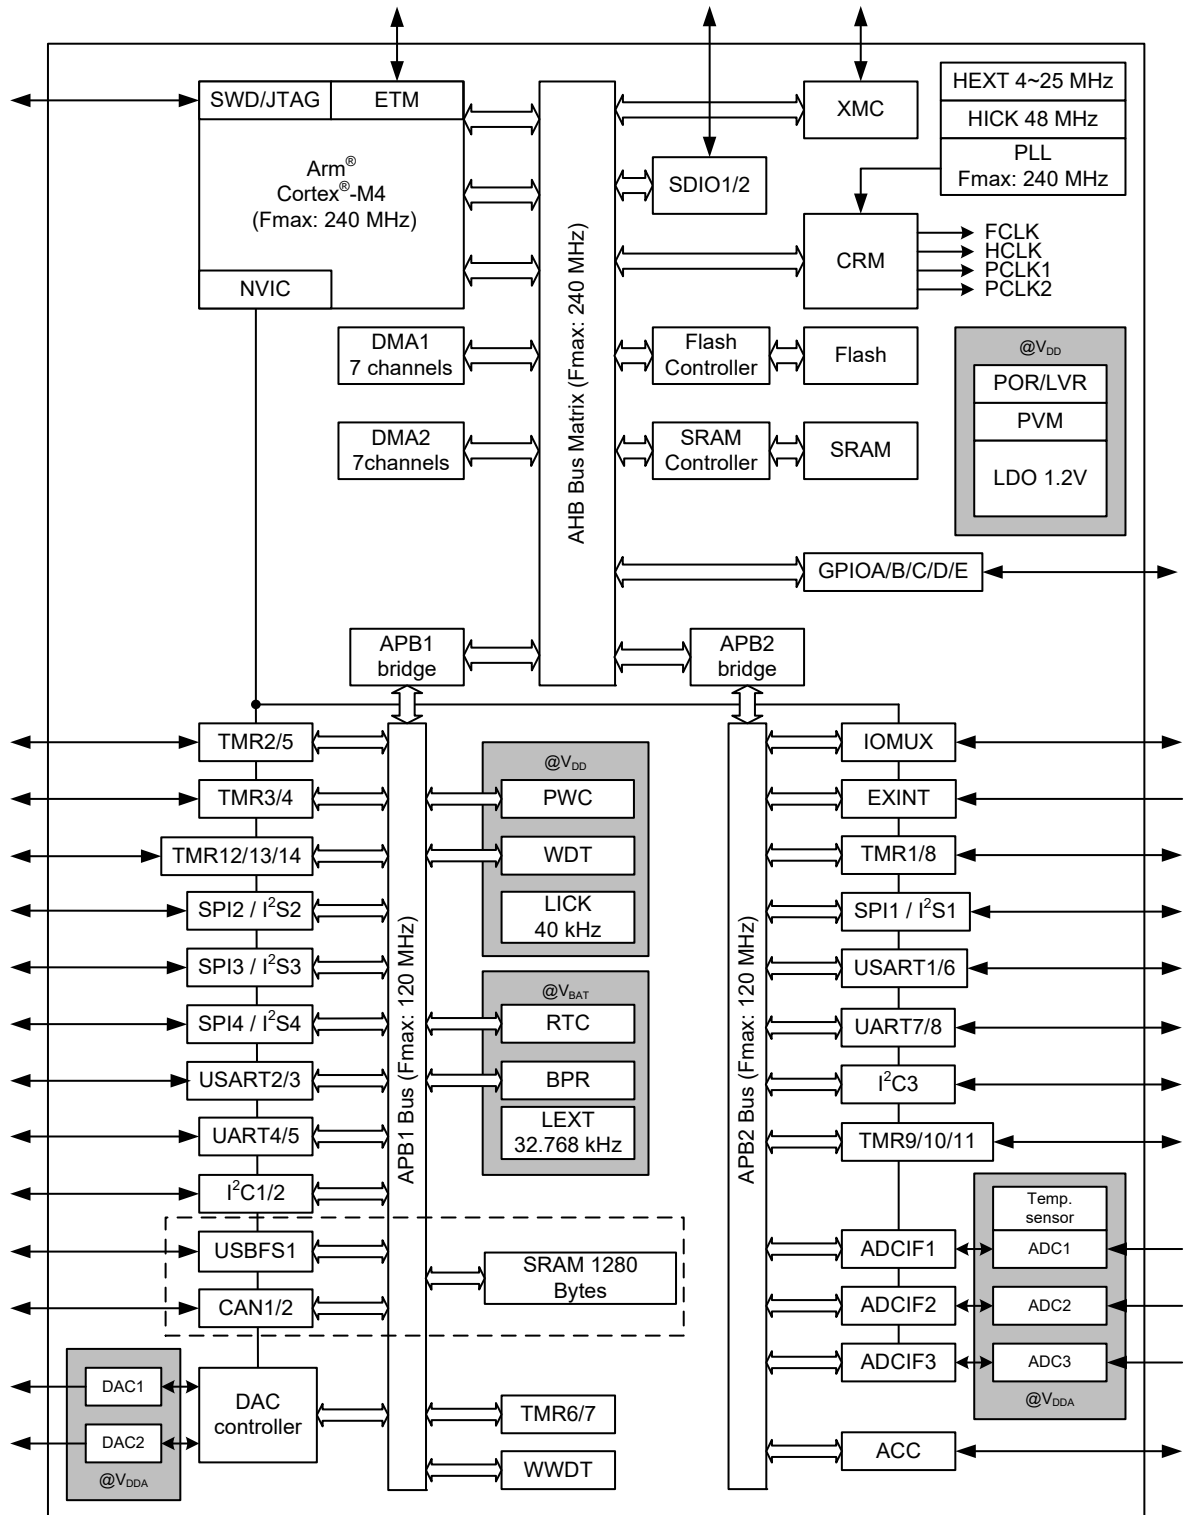 SWD/JTAG
ETM
Arm®
Cortex®-M4
(Fmax: 240 MHz)
NVIC
XMC
HEXT 4~25 MHz
HICK 48 MHz
PLL
Fmax: 240 MHz
SDIO1/2
CRM
FCLK
HCLK
PCLK1
PCLK2
AHB Bus Matrix (Fmax: 240 MHz)
DMA1
7 channels
Flash
Controller
Flash
DMA2
7channels
SRAM
Controller
SRAM
@VDD
POR/LVR
PVM
LDO 1.2V
GPIOA/B/C/D/E
APB1
bridge
APB2
bridge
TMR2/5
TMR3/4
TMR12/13/14
SPI2 / I²S2
SPI3 / I²S3
SPI4 / I²S4
USART2/3
UART4/5
I²C1/2
USBFS1
CAN1/2
DAC
controller
DAC1
DAC2
@VDDA
APB1 Bus (Fmax: 120 MHz)
@VDD
PWC
WDT
LICK
40 kHz
@VBAT
RTC
BPR
LEXT
32.768 kHz
SRAM 1280
Bytes
TMR6/7
WWDT
APB2 Bus (Fmax: 120 MHz)
IOMUX
EXINT
TMR1/8
SPI1 / I²S1
USART1/6
UART7/8
I²C3
TMR9/10/11
ADCIF1
ADCIF2
ADCIF3
ACC
Temp.
sensor
ADC1
ADC2
ADC3
@VDDA